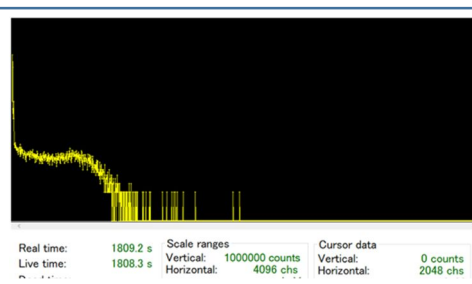 Real time: 1809.2 s
Live time: 1808.3 s
Scale ranges
Vertical: 1000000 counts
Horizontal: 4096 chs
Cursor data
Vertical: 0 counts
Horizontal: 2048 chs